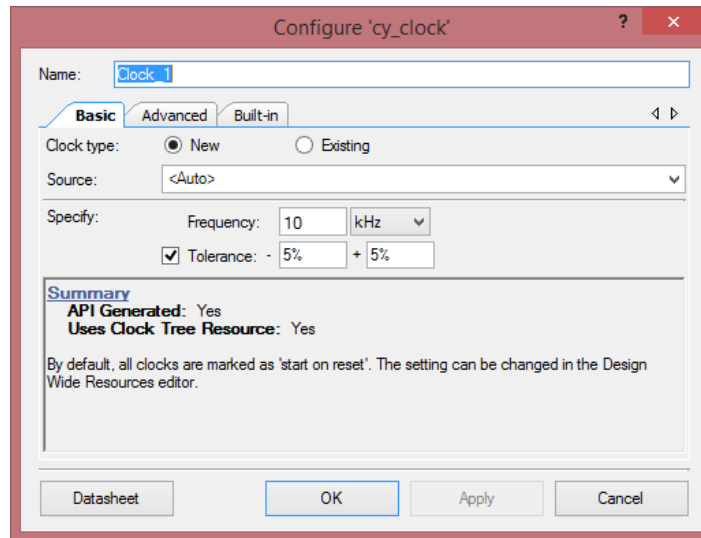 Configure 'cy_clock'
? ×
Name: Clock_1
Basic Advanced Built-in
Clock type: New Existing
Source: <Auto>
Specify: Frequency: 10 kHz
Tolerance: - 5% + 5%
Summary
API Generated: Yes
Uses Clock Tree Resource: Yes
By default, all clocks are marked as 'start on reset'. The setting can be changed in the Design
Wide Resources editor.
Datasheet OK Apply Cancel